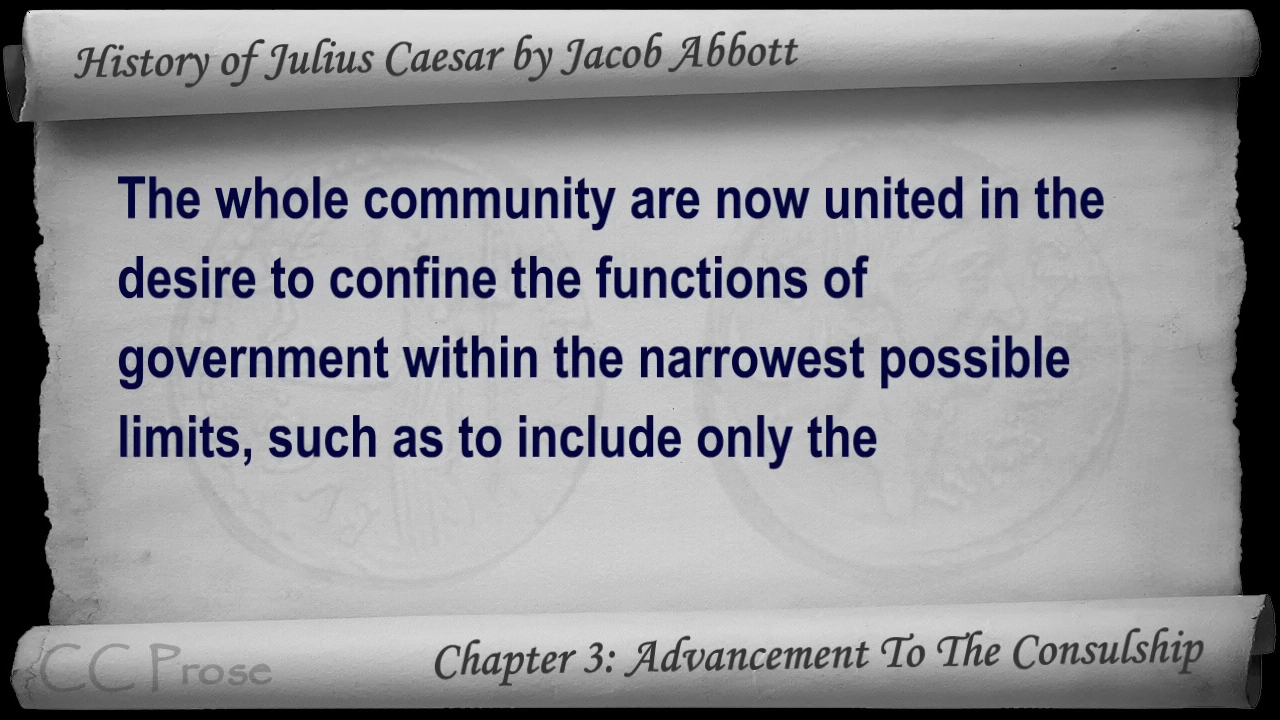 History of Julius Caesar by Jacob Abbott
The whole community are now united in the
desire to confine the functions of
government within the narrowest possible
limits, such as to include only the
CC Prose
Chapter 3: Advancement To The Consulship